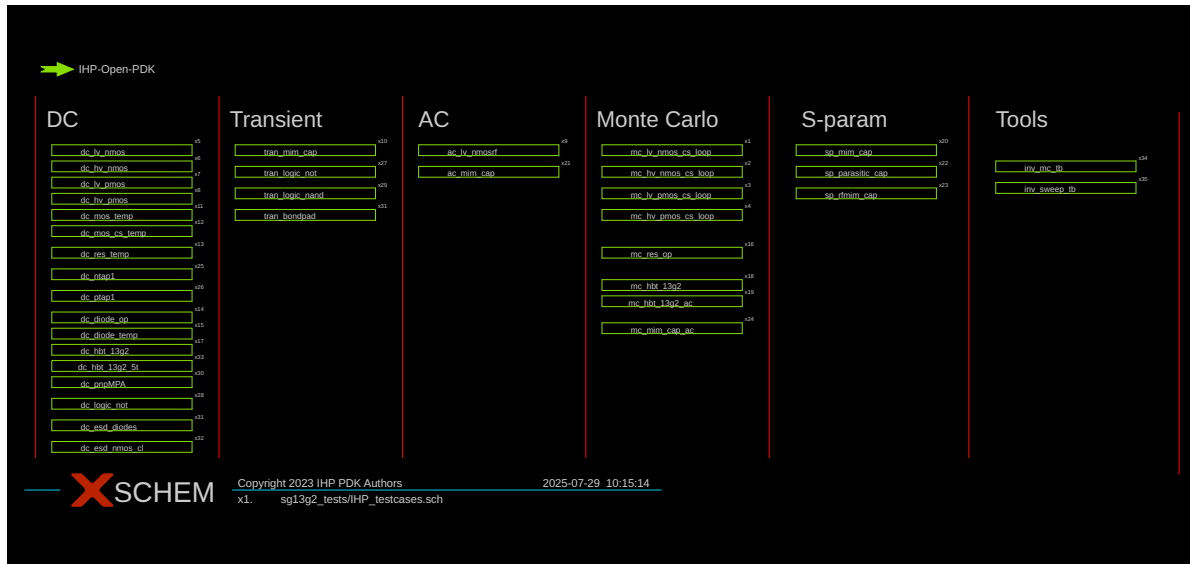 IHP-Open-PDK
DC
x5
dc_lv_nmos
x6
dc_hv_nmos
x7
dc_lv_pmos
x8
dc_hv_pmos
x11
dc_mos_temp
x12
dc_mos_cs_temp
x13
dc_res_temp
x25
dc_ntap1
x26
dc_ptap1
x14
dc_diode_op
x15
dc_diode_temp
x17
dc_hbt_13g2
x33
dc_hbt_13g2_5t
x30
dc_pnpMPA
x28
dc_logic_not
x31
dc_esd_diodes
x32
dc_esd_nmos_cl
Transient
x10
tran_mim_cap
x27
tran_logic_not
x29
tran_logic_nand
x31
tran_bondpad
AC
x9
ac_lv_nmosrf
x21
ac_mim_cap
Monte Carlo
x1
mc_lv_nmos_cs_loop
x2
mc_hv_nmos_cs_loop
x3
mc_lv_pmos_cs_loop
x4
mc_hv_pmos_cs_loop
x16
mc_res_op
x18
mc_hbt_13g2
x19
mc_hbt_13g2_ac
x24
mc_mim_cap_ac
S-param
x20
sp_mim_cap
x22
sp_parasitic_cap
x23
sp_rfmim_cap
Tools
x34
inv_mc_tb
x35
inv_sweep_tb
XSCHEM
Copyright 2023 IHP PDK Authors 2025-07-29 10:15:14
x1. sg13g2_tests/IHP_testcases.sch